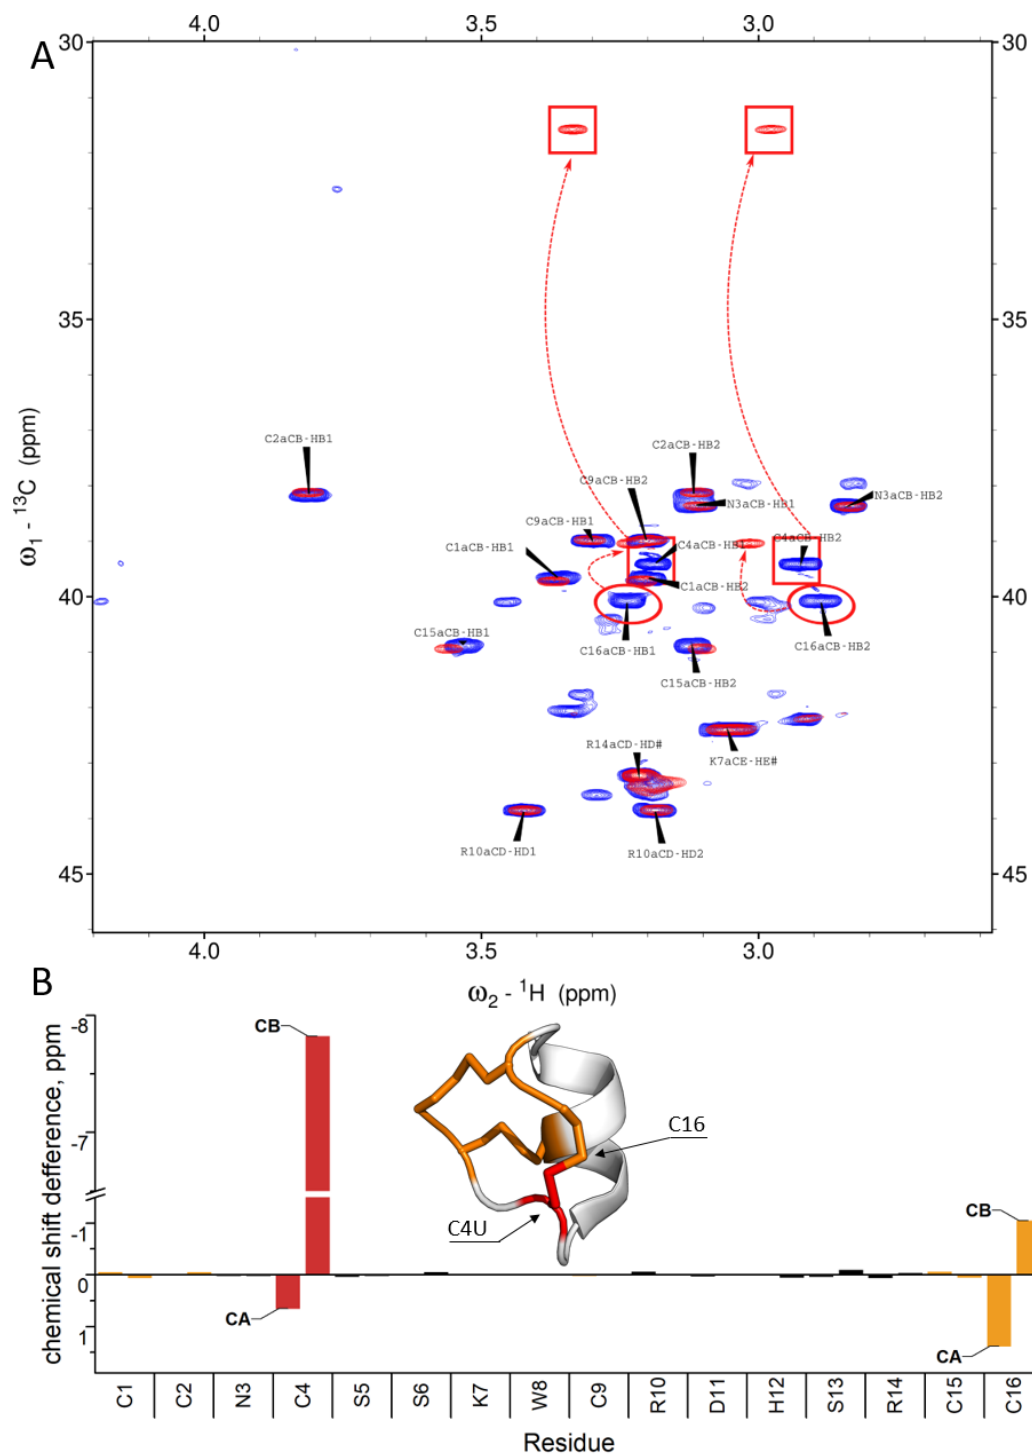 A
4.0 3.5 3.0
30 30
35 35
C2aCB-HB1 C2aCB-HB2
C9aCB-HB2
N3aCB-HB1 N3aCB-HB2
C9aCB-HB1
C4aCB-HB1 C4aCB-HB2
C1aCB-HB1
C1aCB-HB2
40 40
C15aCB-HB1
C16aCB-HB1 C16aCB-HB2
C15aCB-HB2
R14aCD-HD#
K7aCE-HE#
R10aCD-HD1 R10aCD-HD2
45 45
ω1 - 13C (ppm)
4.0 3.5 3.0
ω2 - 1H (ppm)
B
chemical shift defference, ppm
-8
-7
-1
0
1
CB
CA
C16
C4U
CB
CA
C1 C2 N3 C4 S5 S6 K7 W8 C9 R10 D11 H12 S13 R14 C15 C16
Residue